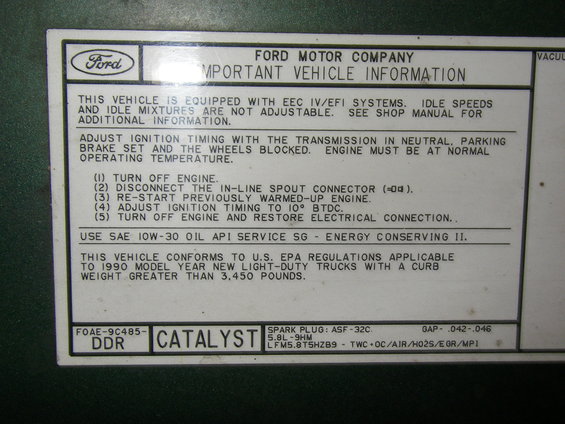 Ford
FORD MOTOR COMPANY
IMPORTANT VEHICLE INFORMATION
VACUU
THIS VEHICLE IS EQUIPPED WITH EEC IV/EFI SYSTEMS. IDLE SPEEDS
AND IDLE MIXTURES ARE NOT ADJUSTABLE. SEE SHOP MANUAL FOR
ADDITIONAL INFORMATION.
ADJUST IGNITION TIMING WITH THE TRANSMISSION IN NEUTRAL, PARKING
BRAKE SET AND THE WHEELS BLOCKED. ENGINE MUST BE AT NORMAL
OPERATING TEMPERATURE.
(1) TURN OFF ENGINE.
(2) DISCONNECT THE IN-LINE SPOUT CONNECTOR ( ).
(3) RE-START PREVIOUSLY WARMED-UP ENGINE.
(4) ADJUST IGNITION TIMING TO 10° BTDC.
(5) TURN OFF ENGINE AND RESTORE ELECTRICAL CONNECTION.
USE SAE 10W-30 OIL API SERVICE SG - ENERGY CONSERVING II.
THIS VEHICLE CONFORMS TO U.S. EPA REGULATIONS APPLICABLE
TO 1990 MODEL YEAR NEW LIGHT-DUTY TRUCKS WITH A CURB
WEIGHT GREATER THAN 3,450 POUNDS.
F0AE-9C485-
DDR
CATALYST
SPARK PLUG: ASF-32C GAP- .042-.046
5.8L-9HM
LFM5.8T5HZB9 - TWC+OC/AIR/HO2S/EGR/MPI